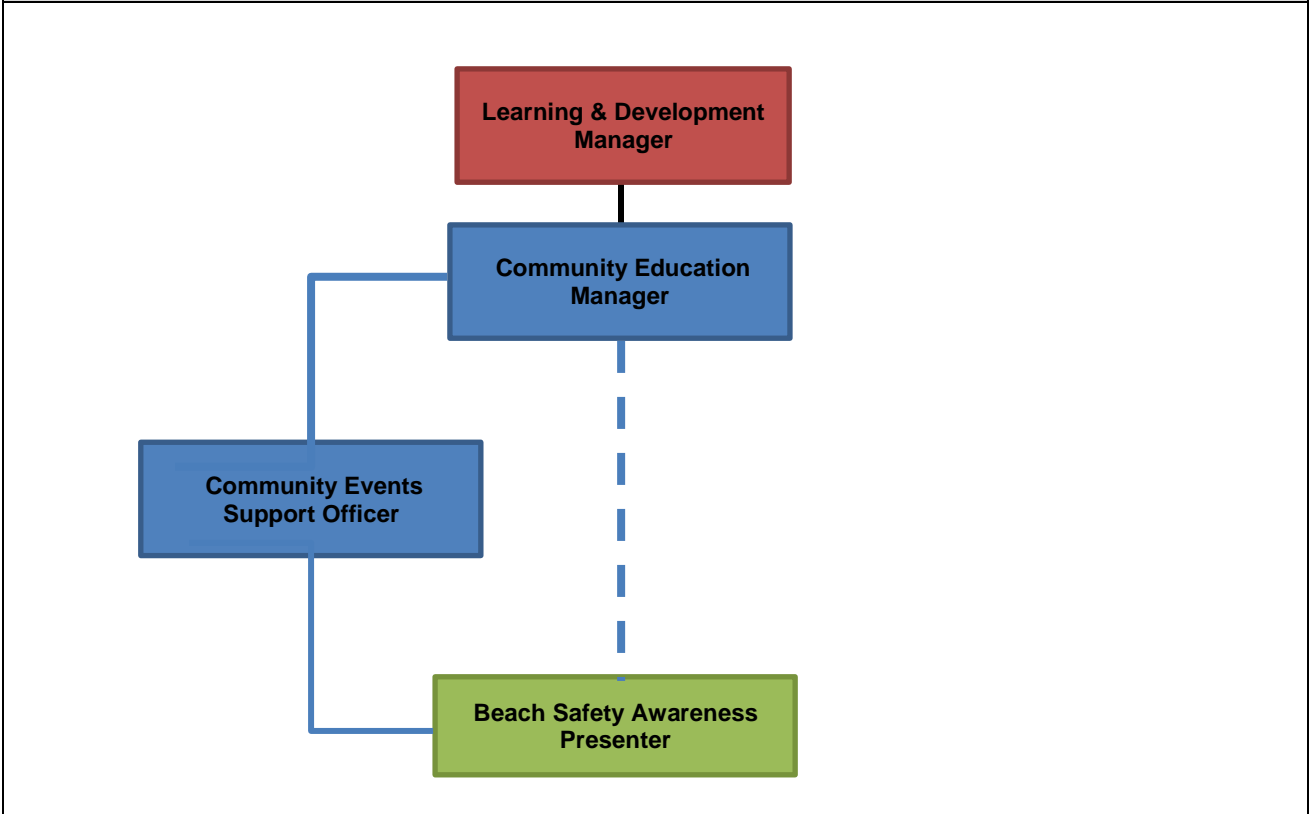 Learning & Development
Manager
Community Education
Manager
Community Events
Support Officer
Beach Safety Awareness
Presenter